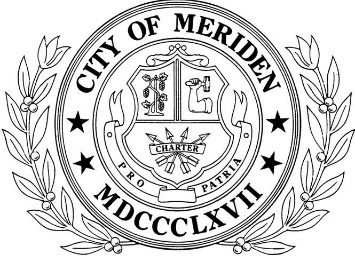 CITY OF MERIDEN
CHARTER
PRO PATRIA
MDCCCLXVII